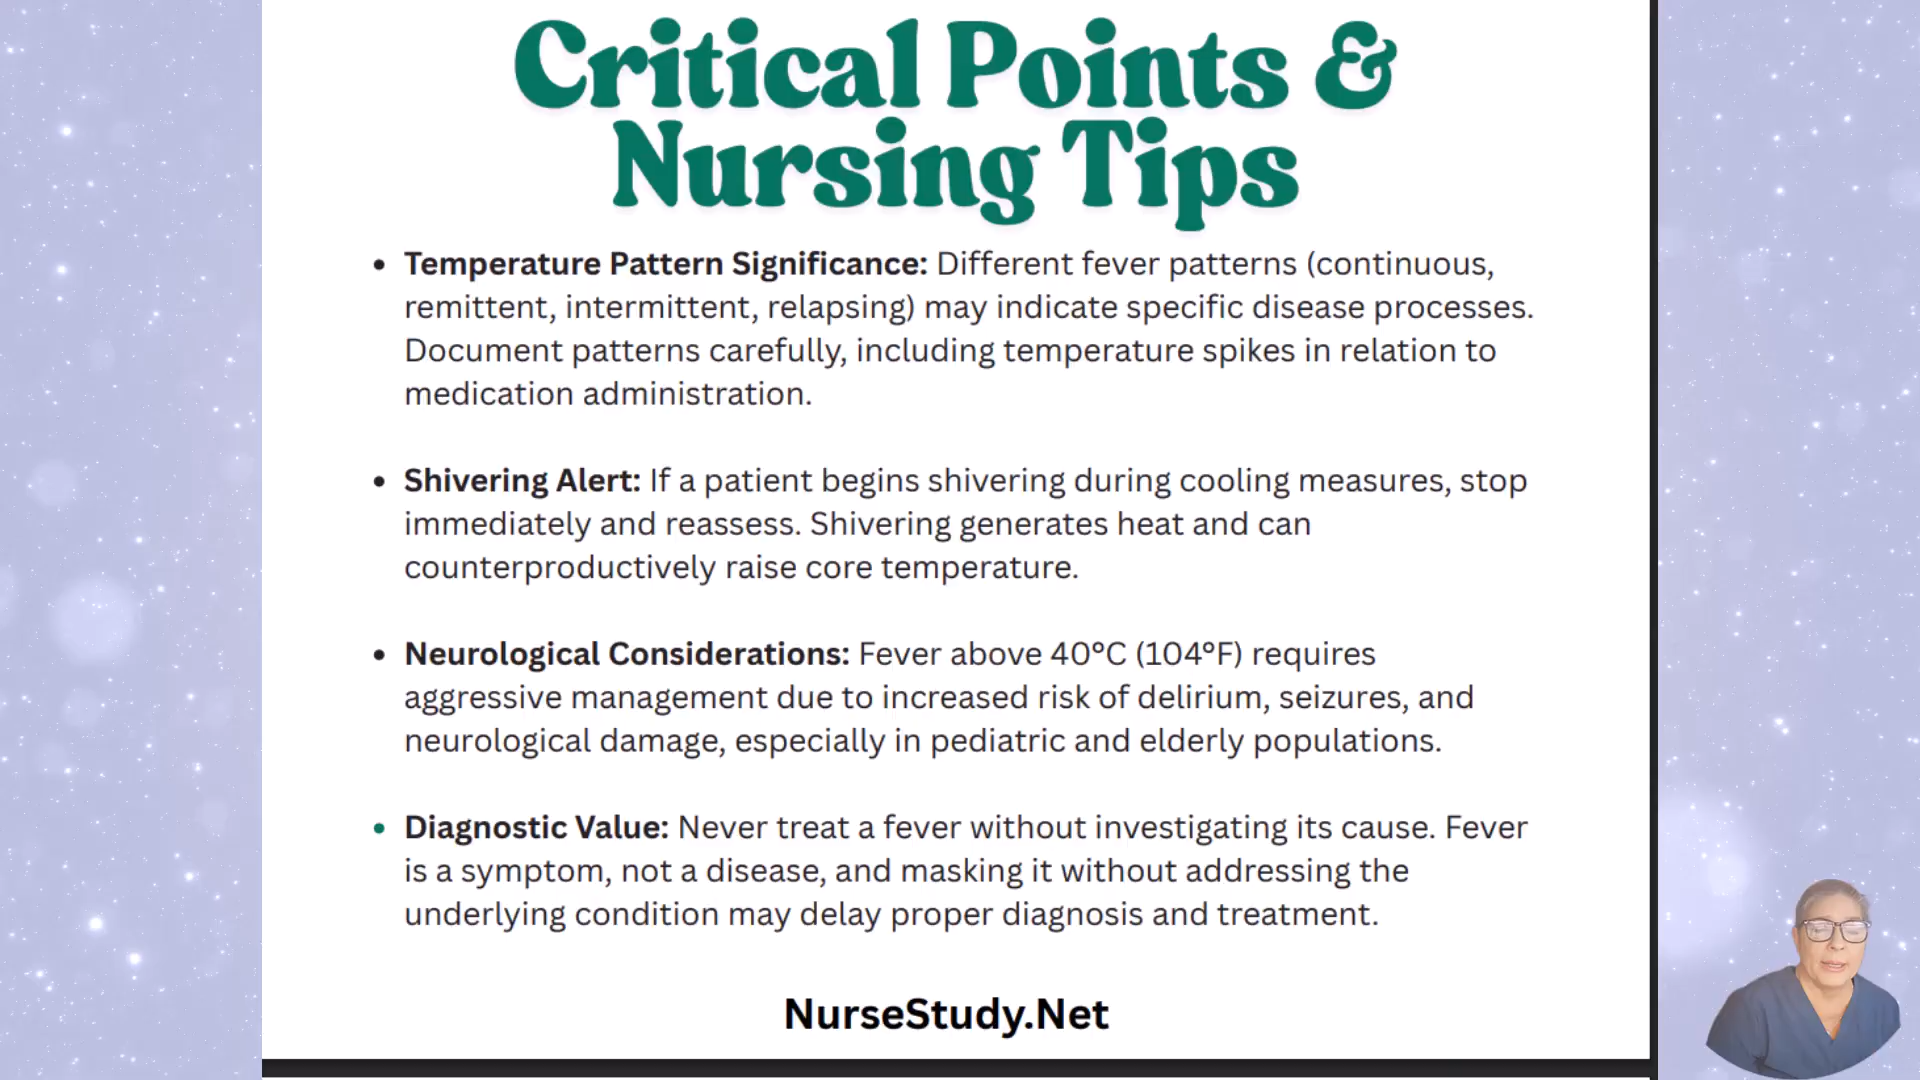 Critical Points &
Nursing Tips
• Temperature Pattern Significance: Different fever patterns (continuous,
remittent, intermittent, relapsing) may indicate specific disease processes.
Document patterns carefully, including temperature spikes in relation to
medication administration.
• Shivering Alert: If a patient begins shivering during cooling measures, stop
immediately and reassess. Shivering generates heat and can
counterproductively raise core temperature.
• Neurological Considerations: Fever above 40°C (104°F) requires
aggressive management due to increased risk of delirium, seizures, and
neurological damage, especially in pediatric and elderly populations.
• Diagnostic Value: Never treat a fever without investigating its cause. Fever
is a symptom, not a disease, and masking it without addressing the
underlying condition may delay proper diagnosis and treatment.
NurseStudy.Net